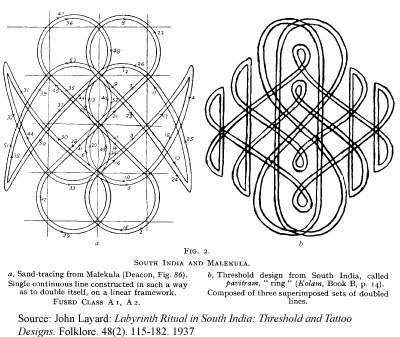 a
b
FIG. 2.
SOUTH INDIA AND MALEKULA.
a, Sand-tracing from Malekula (Deacon, Fig. 86).
Single continuous line constructed in such a way
as to double itself, on a linear framework.
FUSED CLASS A 1, A 2.
b, Threshold design from South India, called
pavitram, " ring " (Kolam, Book B, p. 14).
Composed of three superimposed sets of doubled
lines.
Source: John Layard: Labyrinth Ritual in South India: Threshold and Tattoo
Designs. Folklore. 48(2). 115-182. 1937